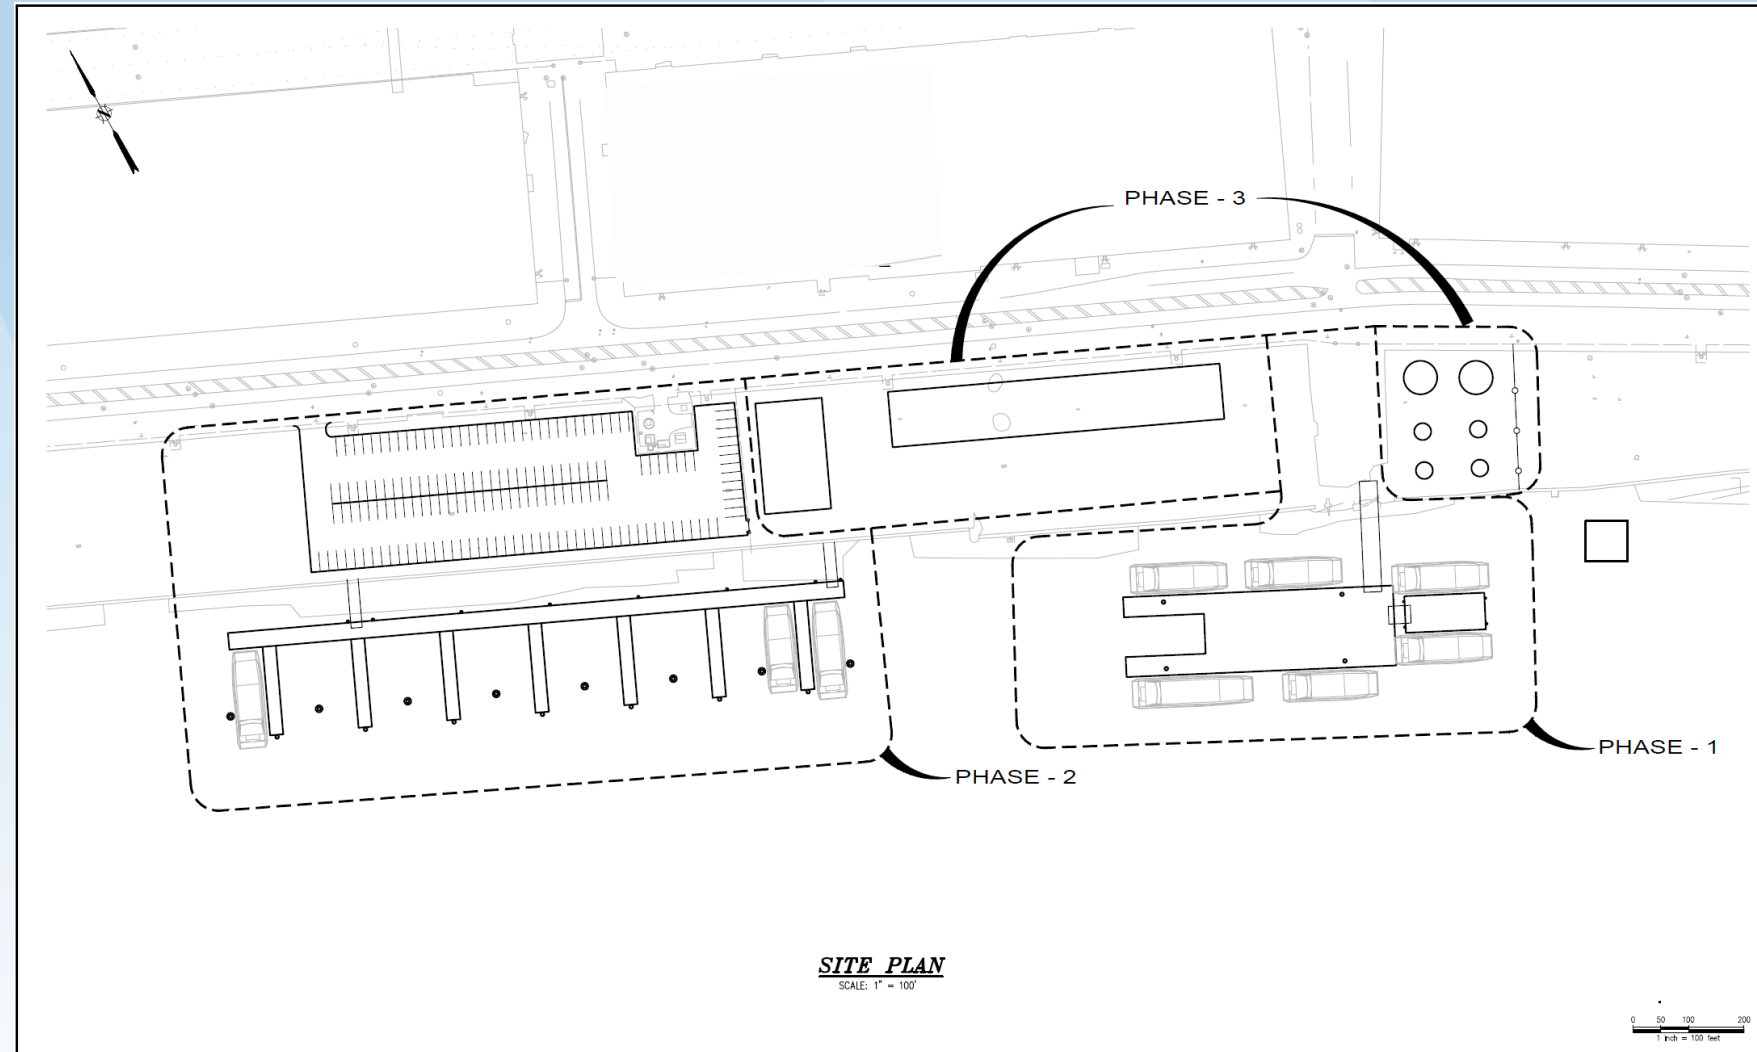 PHASE - 3
PHASE - 1
PHASE - 2
SITE PLAN
SCALE: 1" = 100'
0 50 100 200
1 inch = 100 feet